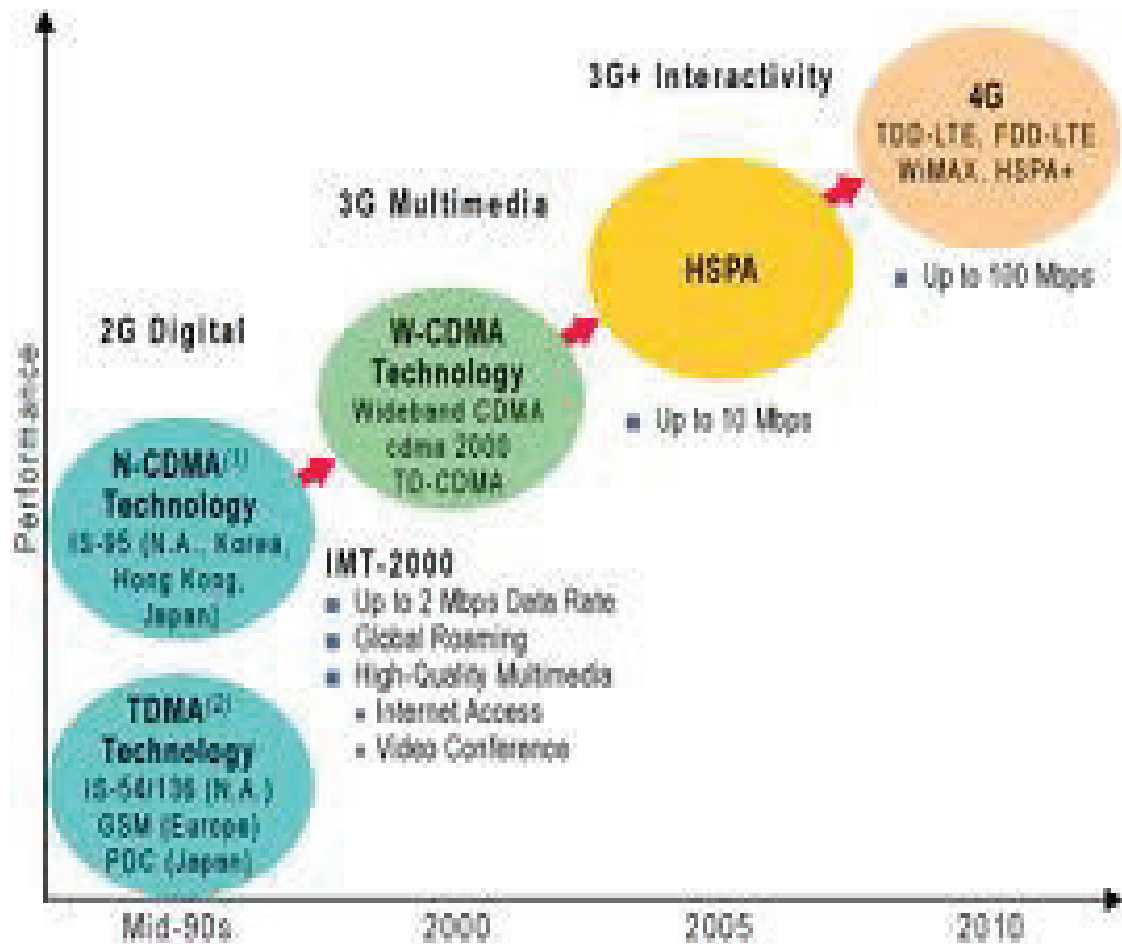 Performance
2G Digital
N-CDMA(1)
Technology
IS-95 (N.A., Korea,
Hong Kong,
Japan)
TDMA(2)
Technology
IS-54/136 (N.A.)
GSM (Europe)
PDC (Japan)
3G Multimedia
W-CDMA
Technology
Wideband CDMA
cdma 2000
TD-CDMA
IMT-2000
▪ Up to 2 Mbps Data Rate
▪ Global Roaming
▪ High-Quality Multimedia
• Internet Access
• Video Conference
3G+ Interactivity
HSPA
▪ Up to 10 Mbps
4G
TDD-LTE, FDD-LTE
WiMAX, HSPA+
▪ Up to 100 Mbps
Mid-90s
2000
2005
2010